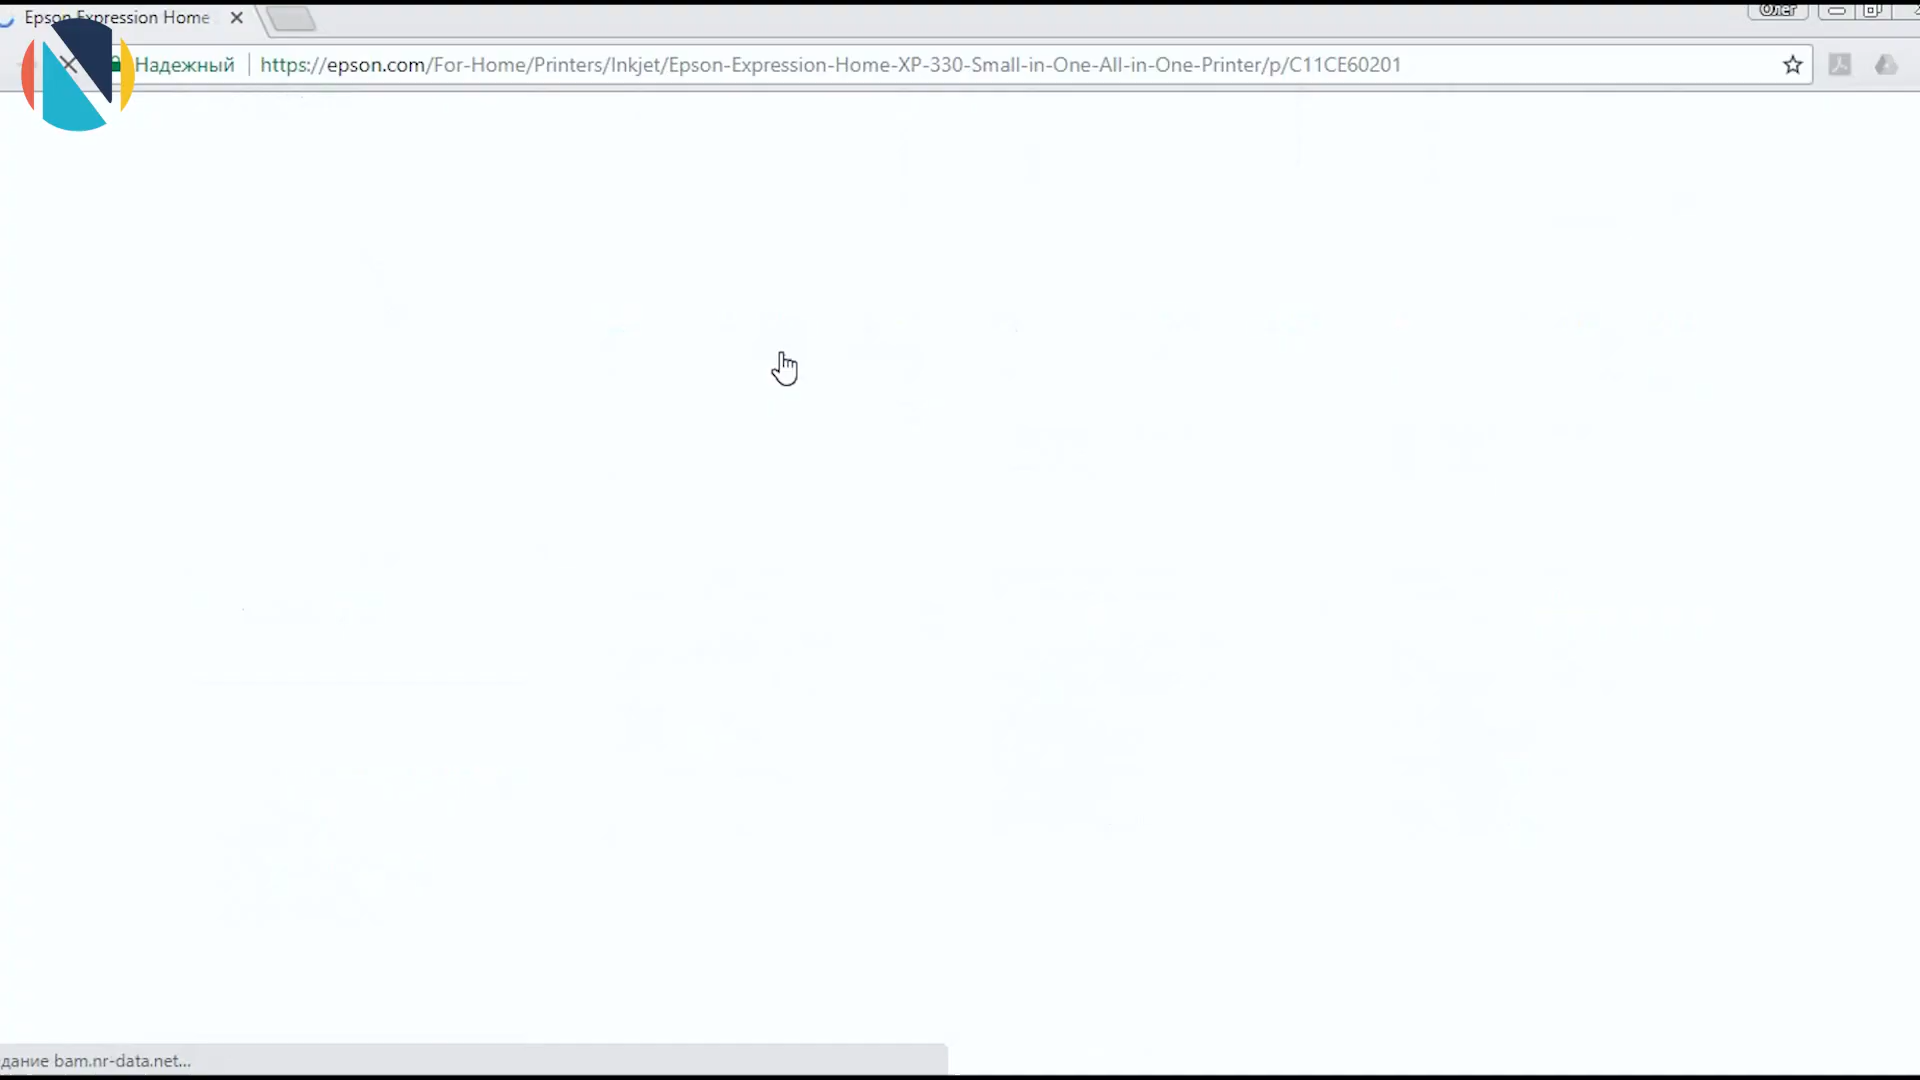 Epson Expression Home
Олег
Надежный
https://epson.com/For-Home/Printers/Inkjet/Epson-Expression-Home-XP-330-Small-in-One-All-in-One-Printer/p/C11CE60201
дание bam.nr-data.net...